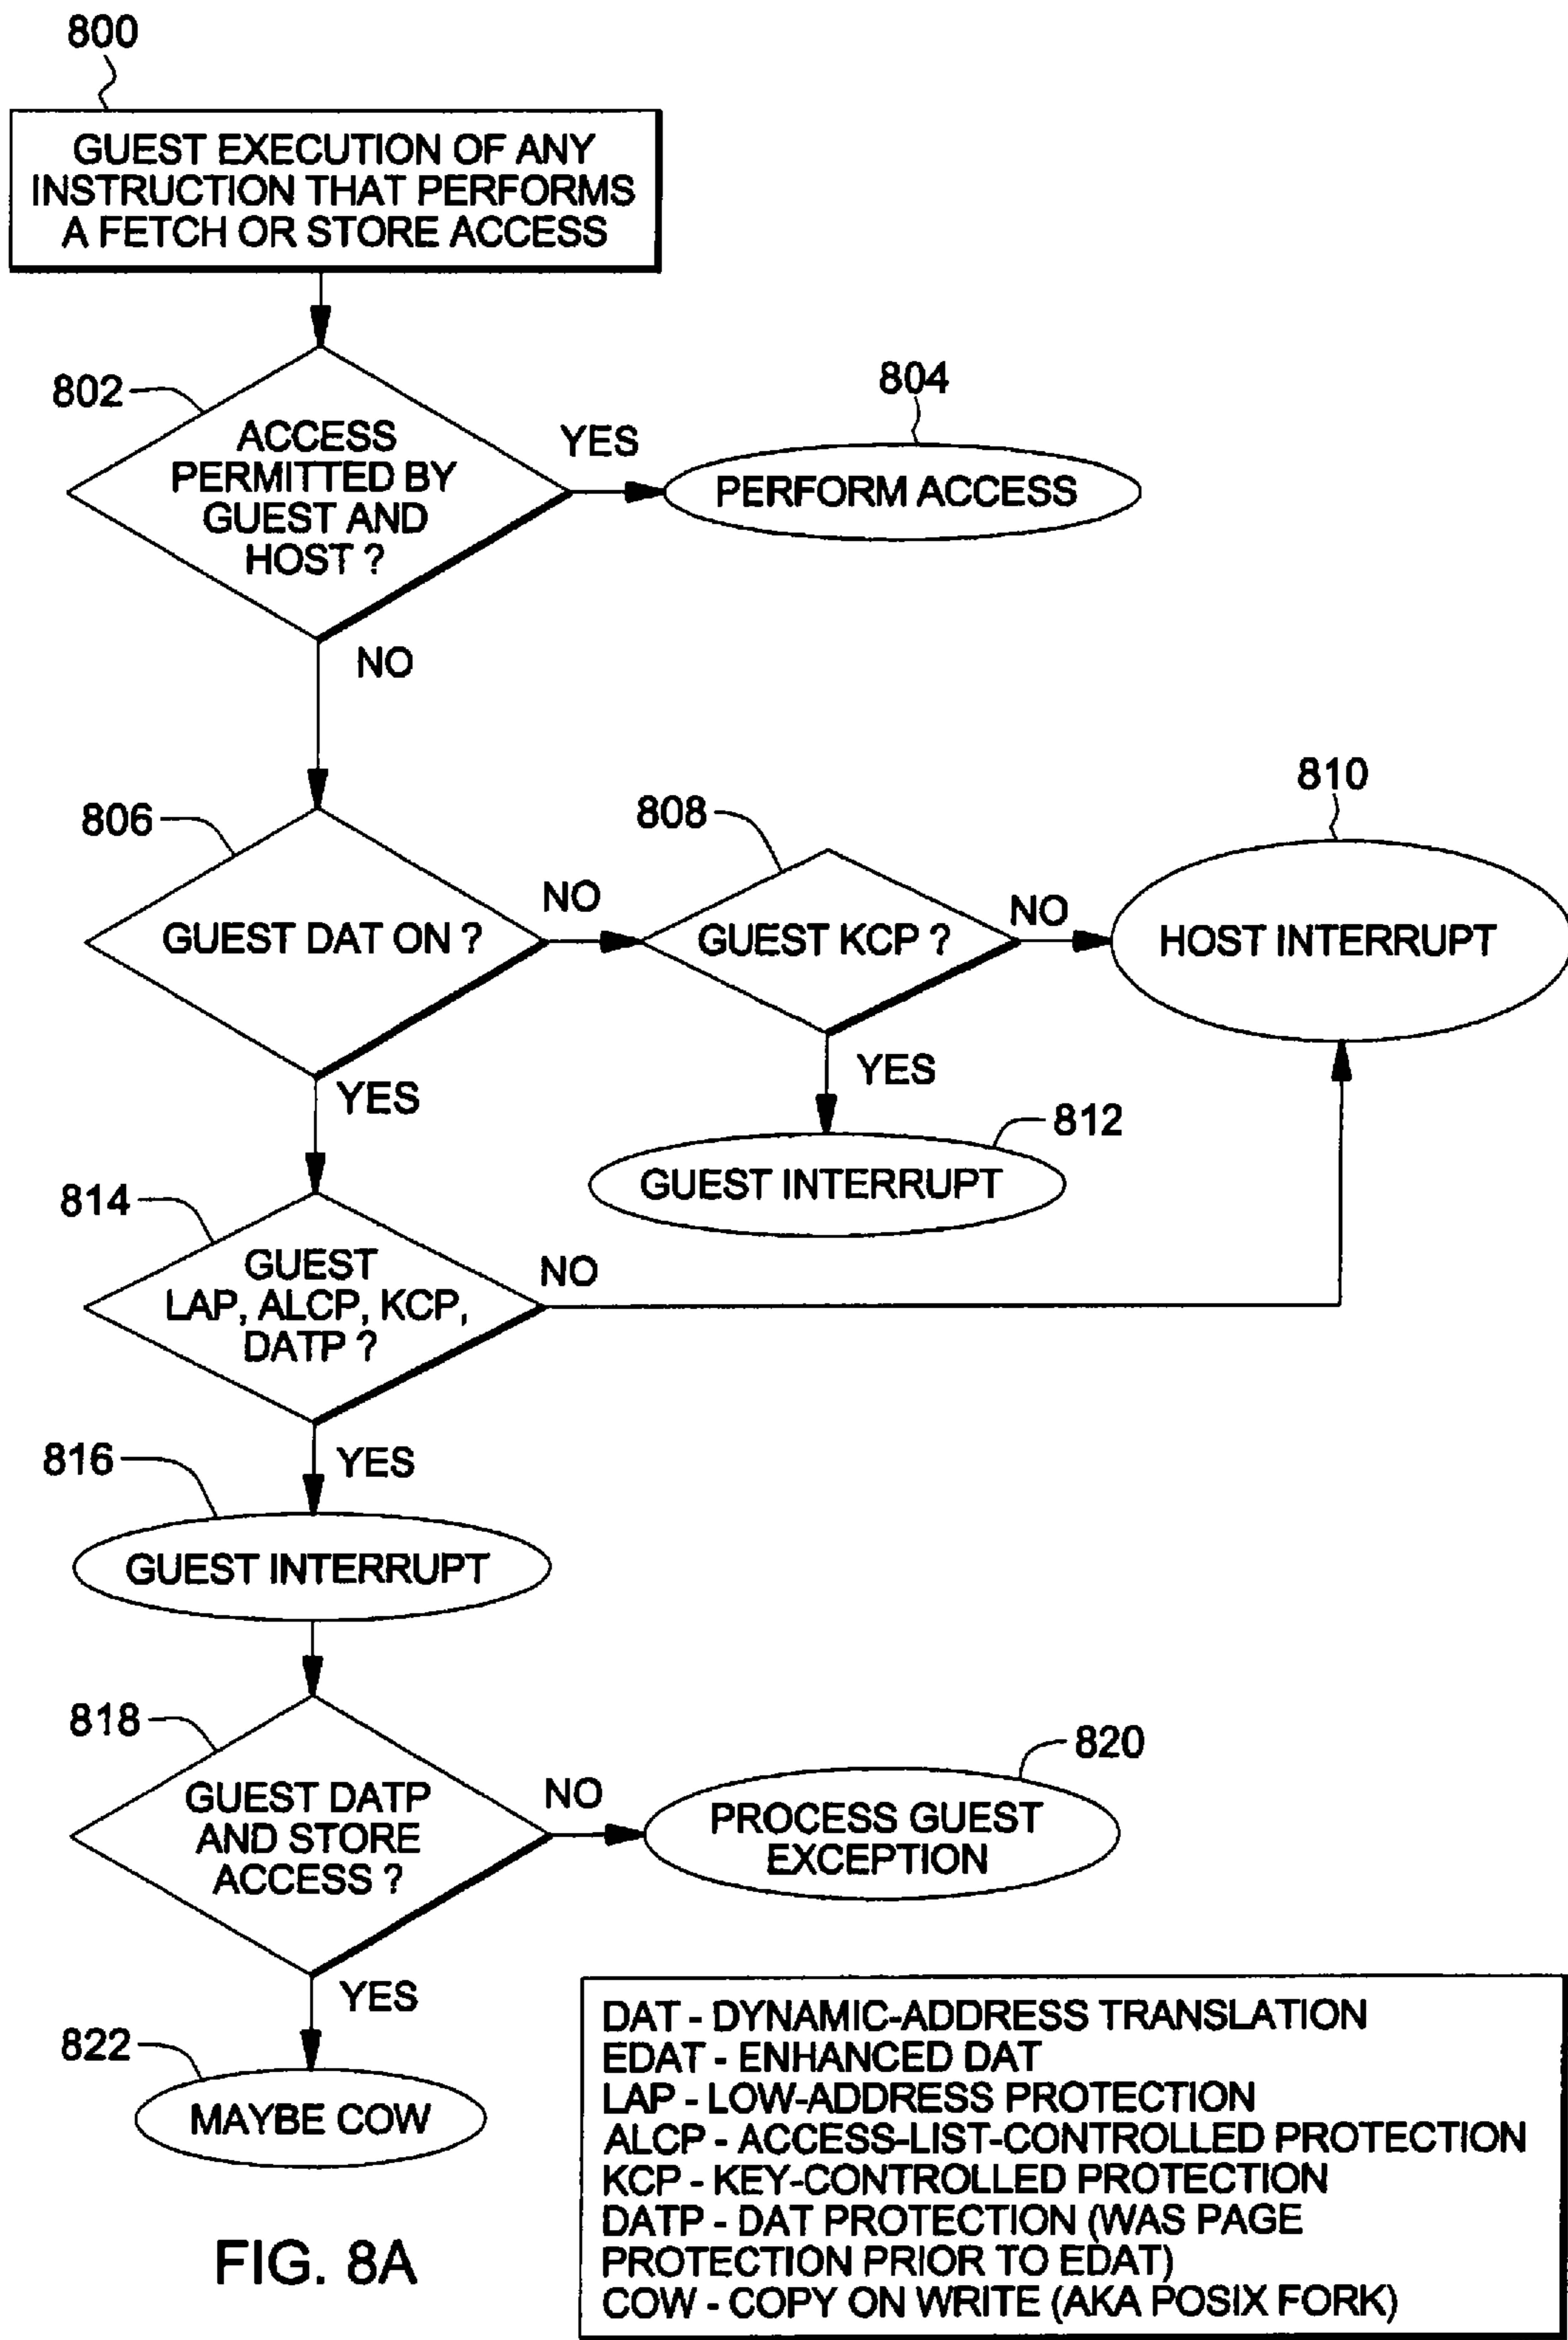 800
GUEST EXECUTION OF ANY
INSTRUCTION THAT PERFORMS
A FETCH OR STORE ACCESS
802
ACCESS
PERMITTED BY
GUEST AND
HOST ?
YES
804
PERFORM ACCESS
NO
806
GUEST DAT ON ?
NO
808
GUEST KCP ?
NO
810
HOST INTERRUPT
YES
YES
812
GUEST INTERRUPT
814
GUEST
LAP, ALCP, KCP,
DATP ?
NO
YES
816
GUEST INTERRUPT
818
GUEST DATP
AND STORE
ACCESS ?
NO
820
PROCESS GUEST
EXCEPTION
YES
822
MAYBE COW
DAT - DYNAMIC-ADDRESS TRANSLATION
EDAT - ENHANCED DAT
LAP - LOW-ADDRESS PROTECTION
ALCP - ACCESS-LIST-CONTROLLED PROTECTION
KCP - KEY-CONTROLLED PROTECTION
DATP - DAT PROTECTION (WAS PAGE
PROTECTION PRIOR TO EDAT)
COW - COPY ON WRITE (AKA POSIX FORK)
FIG. 8A